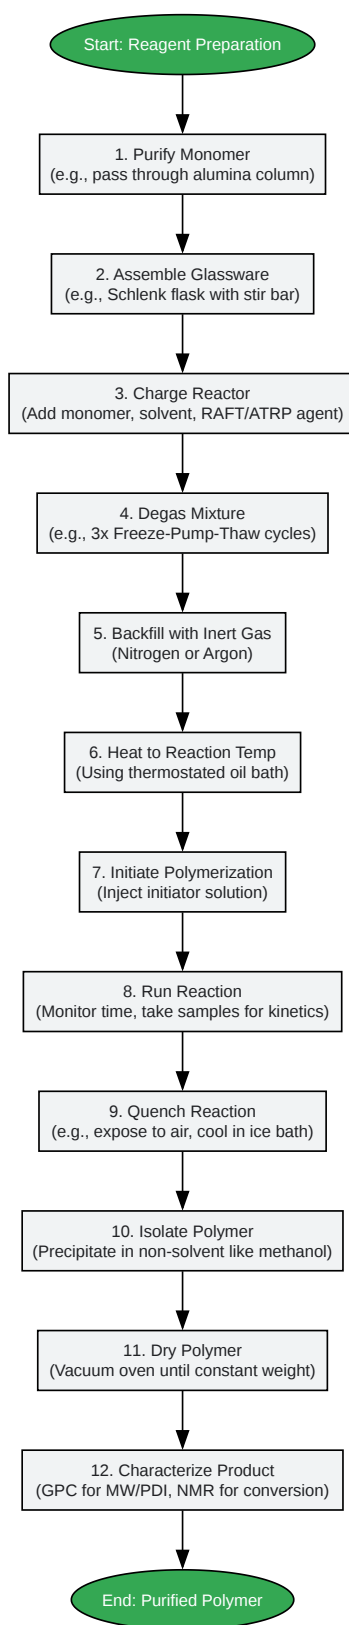 Start: Reagent Preparation
1. Purify Monomer
(e.g., pass through alumina column)
2. Assemble Glassware
(e.g., Schlenk flask with stir bar)
3. Charge Reactor
(Add monomer, solvent, RAFT/ATRP agent)
4. Degas Mixture
(e.g., 3x Freeze-Pump-Thaw cycles)
5. Backfill with Inert Gas
(Nitrogen or Argon)
6. Heat to Reaction Temp
(Using thermostated oil bath)
7. Initiate Polymerization
(Inject initiator solution)
8. Run Reaction
(Monitor time, take samples for kinetics)
9. Quench Reaction
(e.g., expose to air, cool in ice bath)
10. Isolate Polymer
(Precipitate in non-solvent like methanol)
11. Dry Polymer
(Vacuum oven until constant weight)
12. Characterize Product
(GPC for MW/PDI, NMR for conversion)
End: Purified Polymer